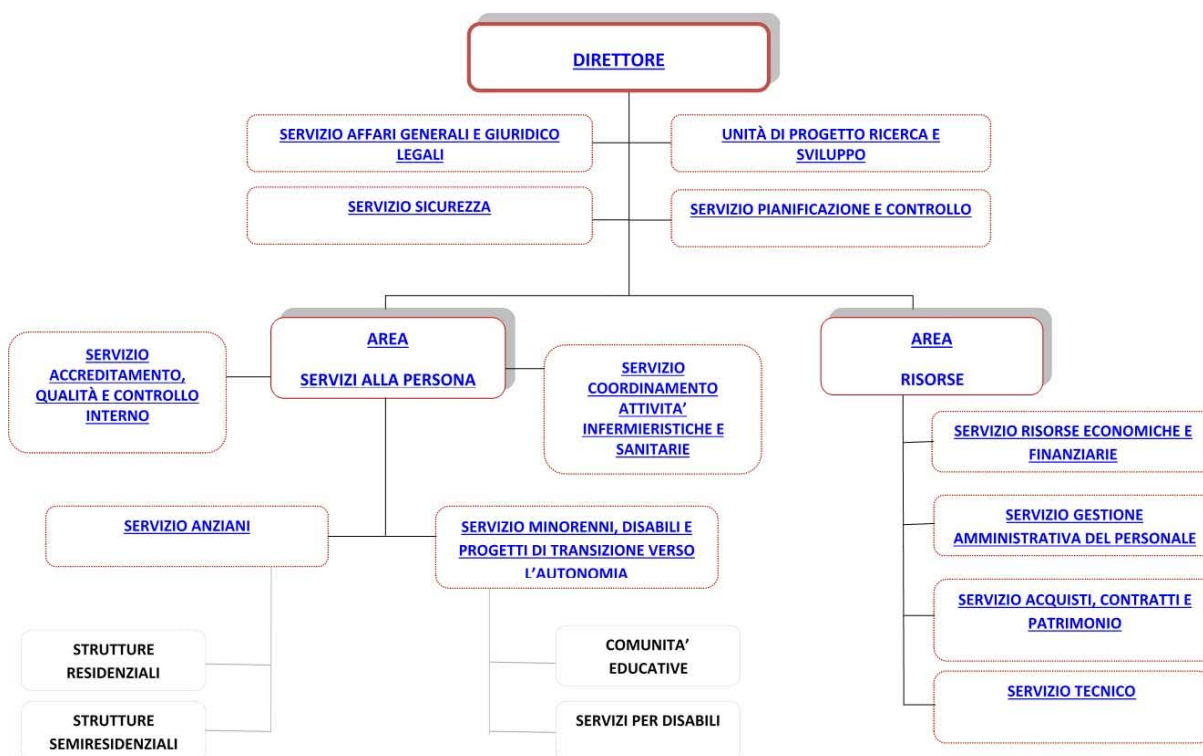 DIRETTORE
SERVIZIO AFFARI GENERALI E GIURIDICO
LEGALI
UNITÀ DI PROGETTO RICERCA E
SVILUPPO
SERVIZIO SICUREZZA
SERVIZIO PIANIFICAZIONE E CONTROLLO
AREA
SERVIZI ALLA PERSONA
AREA
RISORSE
SERVIZIO
ACCREDITAMENTO,
QUALITÀ E CONTROLLO
INTERNO
SERVIZIO
COORDINAMENTO
ATTIVITA’
INFERMIERISTICHE E
SANITARIE
SERVIZIO RISORSE ECONOMICHE E
FINANZIARIE
SERVIZIO ANZIANI
SERVIZIO MINORENNI, DISABILI E
PROGETTI DI TRANSIZIONE VERSO
L’AUTONOMIA
SERVIZIO GESTIONE
AMMINISTRATIVA DEL PERSONALE
SERVIZIO ACQUISTI, CONTRATTI E
PATRIMONIO
STRUTTURE
RESIDENZIALI
COMUNITA’
EDUCATIVE
SERVIZIO TECNICO
STRUTTURE
SEMIRESIDENZIALI
SERVIZI PER DISABILI